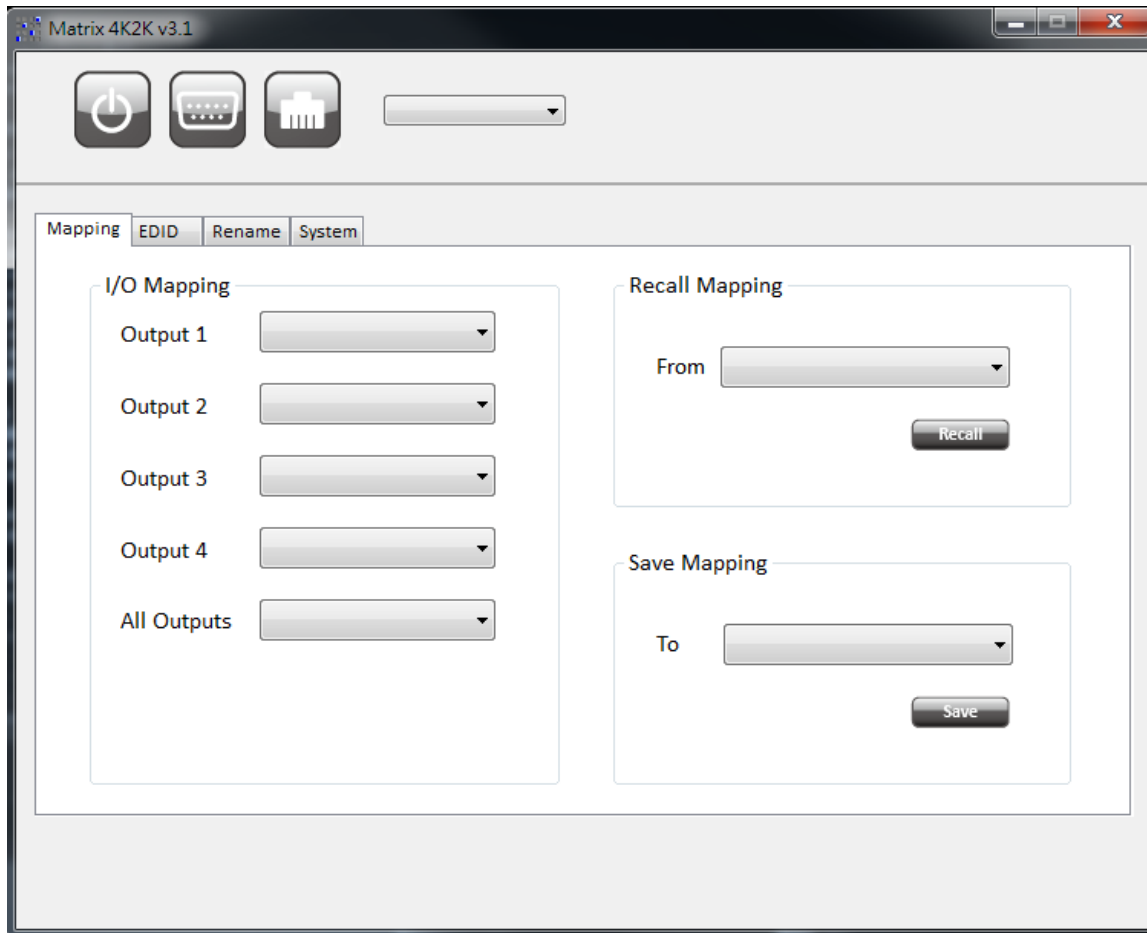 Matrix 4K2K v3.1
Mapping EDID Rename System
I/O Mapping
Output 1
Output 2
Output 3
Output 4
All Outputs
Recall Mapping
From
Recall
Save Mapping
To
Save